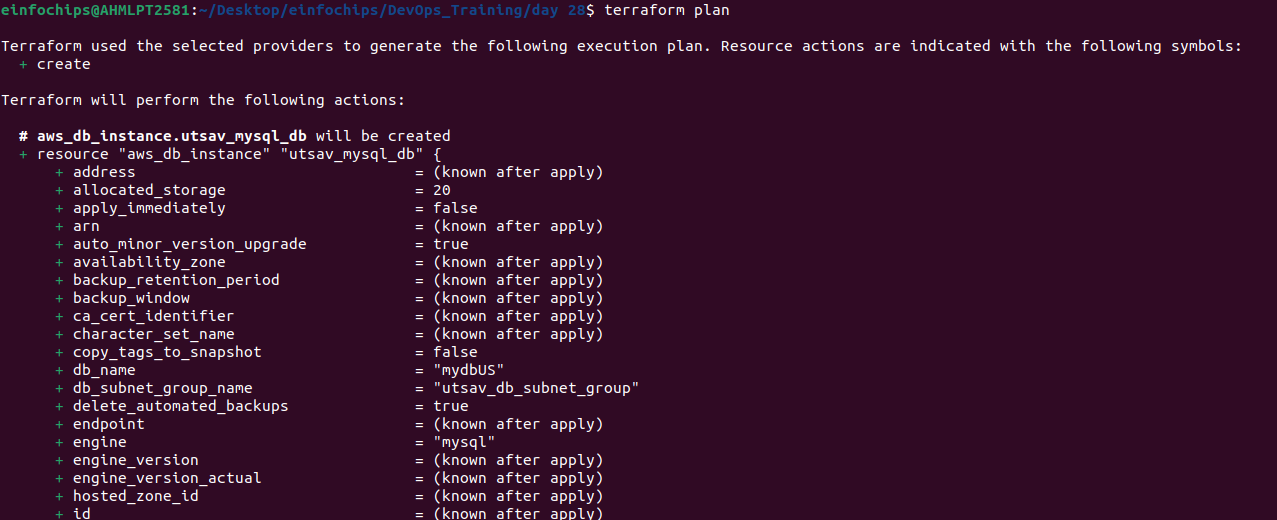 einfochips@AHMLPT2581:~/Desktop/einfochips/DevOps_Training/day 28$ terraform plan
Terraform used the selected providers to generate the following execution plan. Resource actions are indicated with the following symbols:
  + create
Terraform will perform the following actions:
  # aws_db_instance.utsav_mysql_db will be created
  + resource "aws_db_instance" "utsav_mysql_db" {
      + address                               = (known after apply)
      + allocated_storage                     = 20
      + apply_immediately                     = false
      + arn                                   = (known after apply)
      + auto_minor_version_upgrade            = true
      + availability_zone                     = (known after apply)
      + backup_retention_period               = (known after apply)
      + backup_window                         = (known after apply)
      + ca_cert_identifier                    = (known after apply)
      + character_set_name                    = (known after apply)
      + copy_tags_to_snapshot                 = false
      + db_name                               = "mydbUS"
      + db_subnet_group_name                  = "utsav_db_subnet_group"
      + delete_automated_backups              = true
      + endpoint                              = (known after apply)
      + engine                                = "mysql"
      + engine_version                        = (known after apply)
      + engine_version_actual                 = (known after apply)
      + hosted_zone_id                        = (known after apply)
      + id                                    = (known after apply)